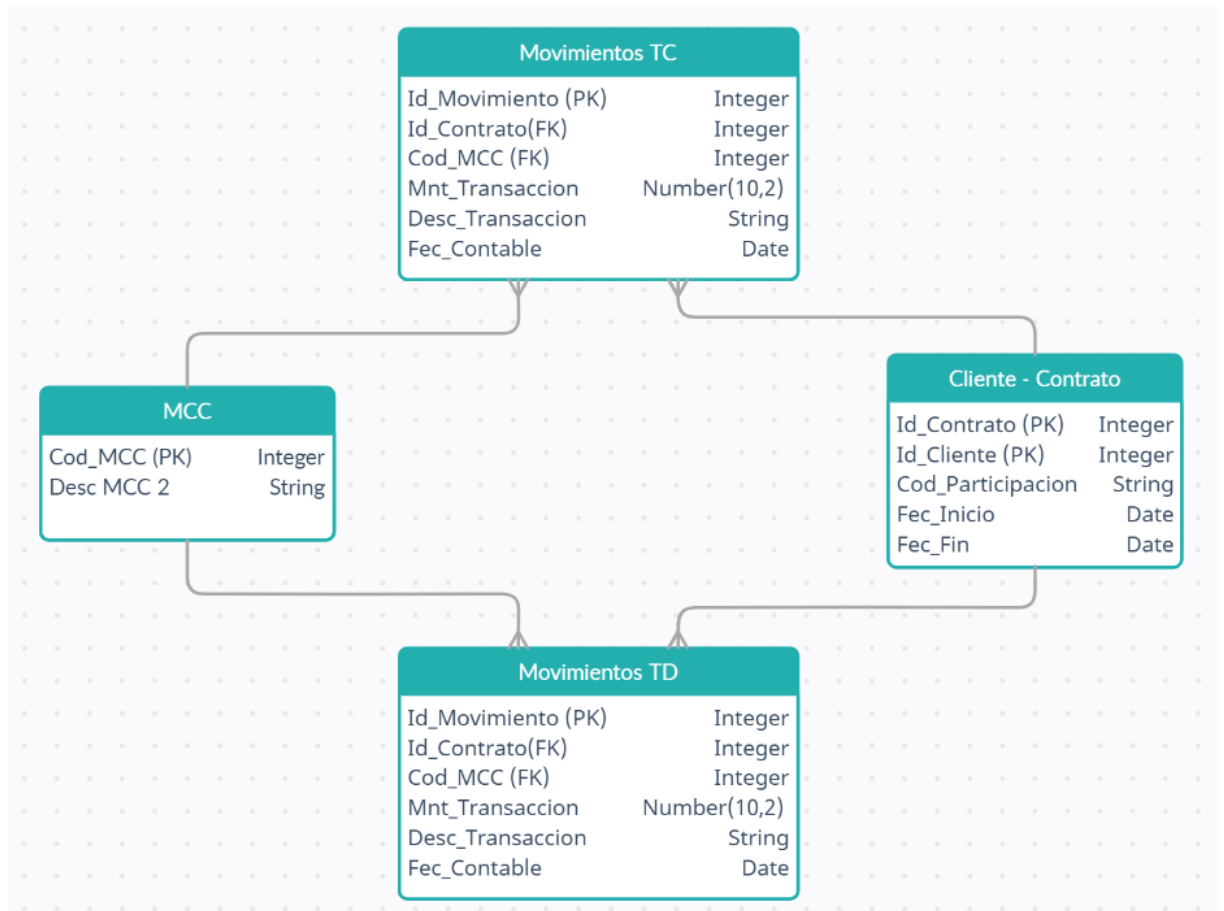 Movimientos TC
Id_Movimiento (PK) Integer
Id_Contrato(FK) Integer
Cod_MCC (FK) Integer
Mnt_Transaccion Number(10,2)
Desc_Transaccion String
Fec_Contable Date
MCC
Cod_MCC (PK) Integer
Desc MCC 2 String
Cliente - Contrato
Id_Contrato (PK) Integer
Id_Cliente (PK) Integer
Cod_Participacion String
Fec_Inicio Date
Fec_Fin Date
Movimientos TD
Id_Movimiento (PK) Integer
Id_Contrato(FK) Integer
Cod_MCC (FK) Integer
Mnt_Transaccion Number(10,2)
Desc_Transaccion String
Fec_Contable Date